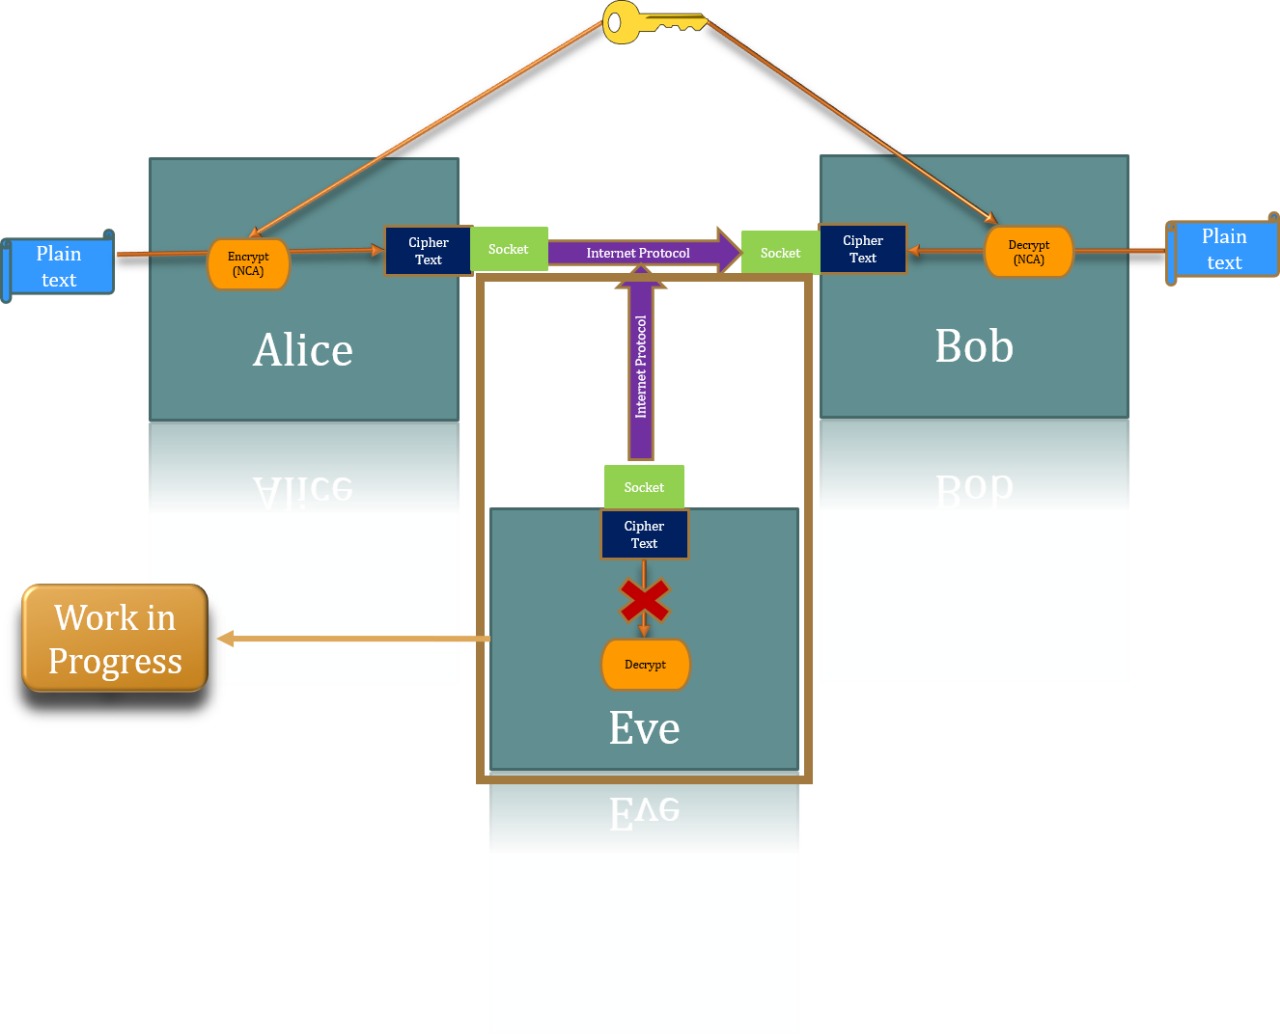 Plain
text
Encrypt
(NCA)
Cipher
Text
Socket
Internet Protocol
Socket
Cipher
Text
Decrypt
(NCA)
Plain
text
Alice
Bob
Internet Protocol
Socket
Cipher
Text
Decrypt
Eve
Work in
Progress